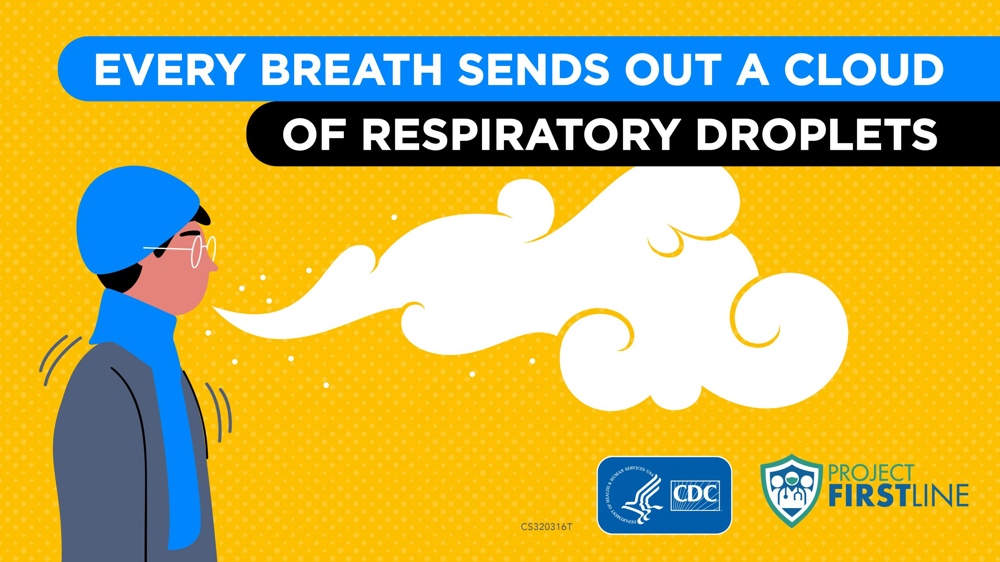 EVERY BREATH SENDS OUT A CLOUD
OF RESPIRATORY DROPLETS
DEPARTMENT OF HEALTH & HUMAN SERVICES·USA
CDC
PROJECT
FIRSTLINE
CS320316T